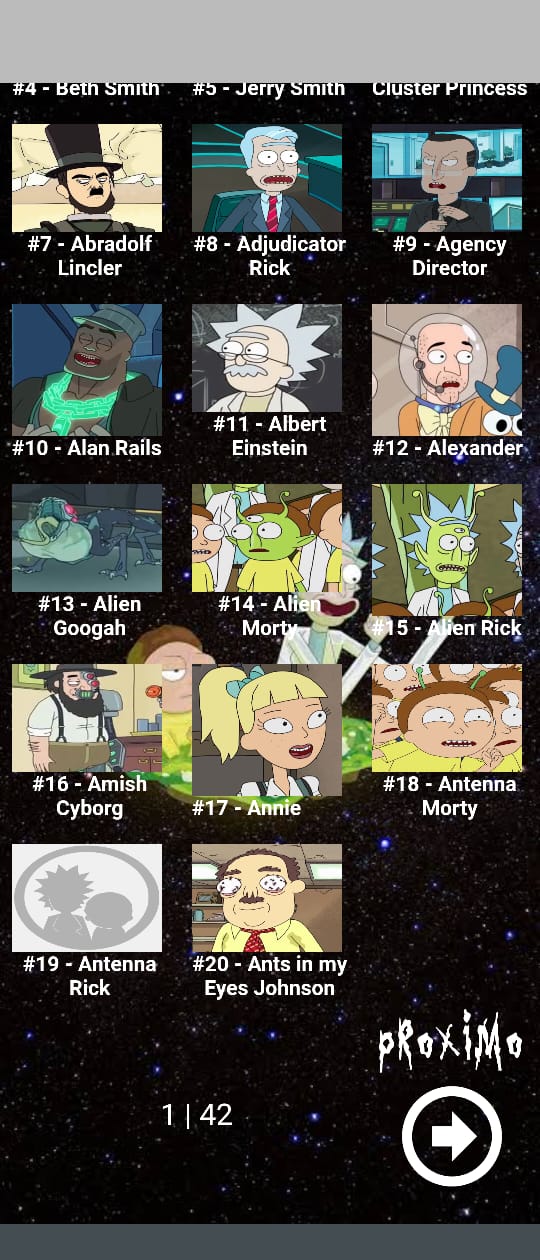 #4 - Beth Smith
#5 - Jerry Smith
Cluster Princess
#7 - Abradolf
Lincler
#8 - Adjudicator
Rick
#9 - Agency
Director
#10 - Alan Rails
#11 - Albert
Einstein
#12 - Alexander
#13 - Alien
Googah
#14 - Alien
Morty
#15 - Alien Rick
#16 - Amish
Cyborg
#17 - Annie
#18 - Antenna
Morty
#19 - Antenna
Rick
#20 - Ants in my
Eyes Johnson
pRoxiMo
1 | 42